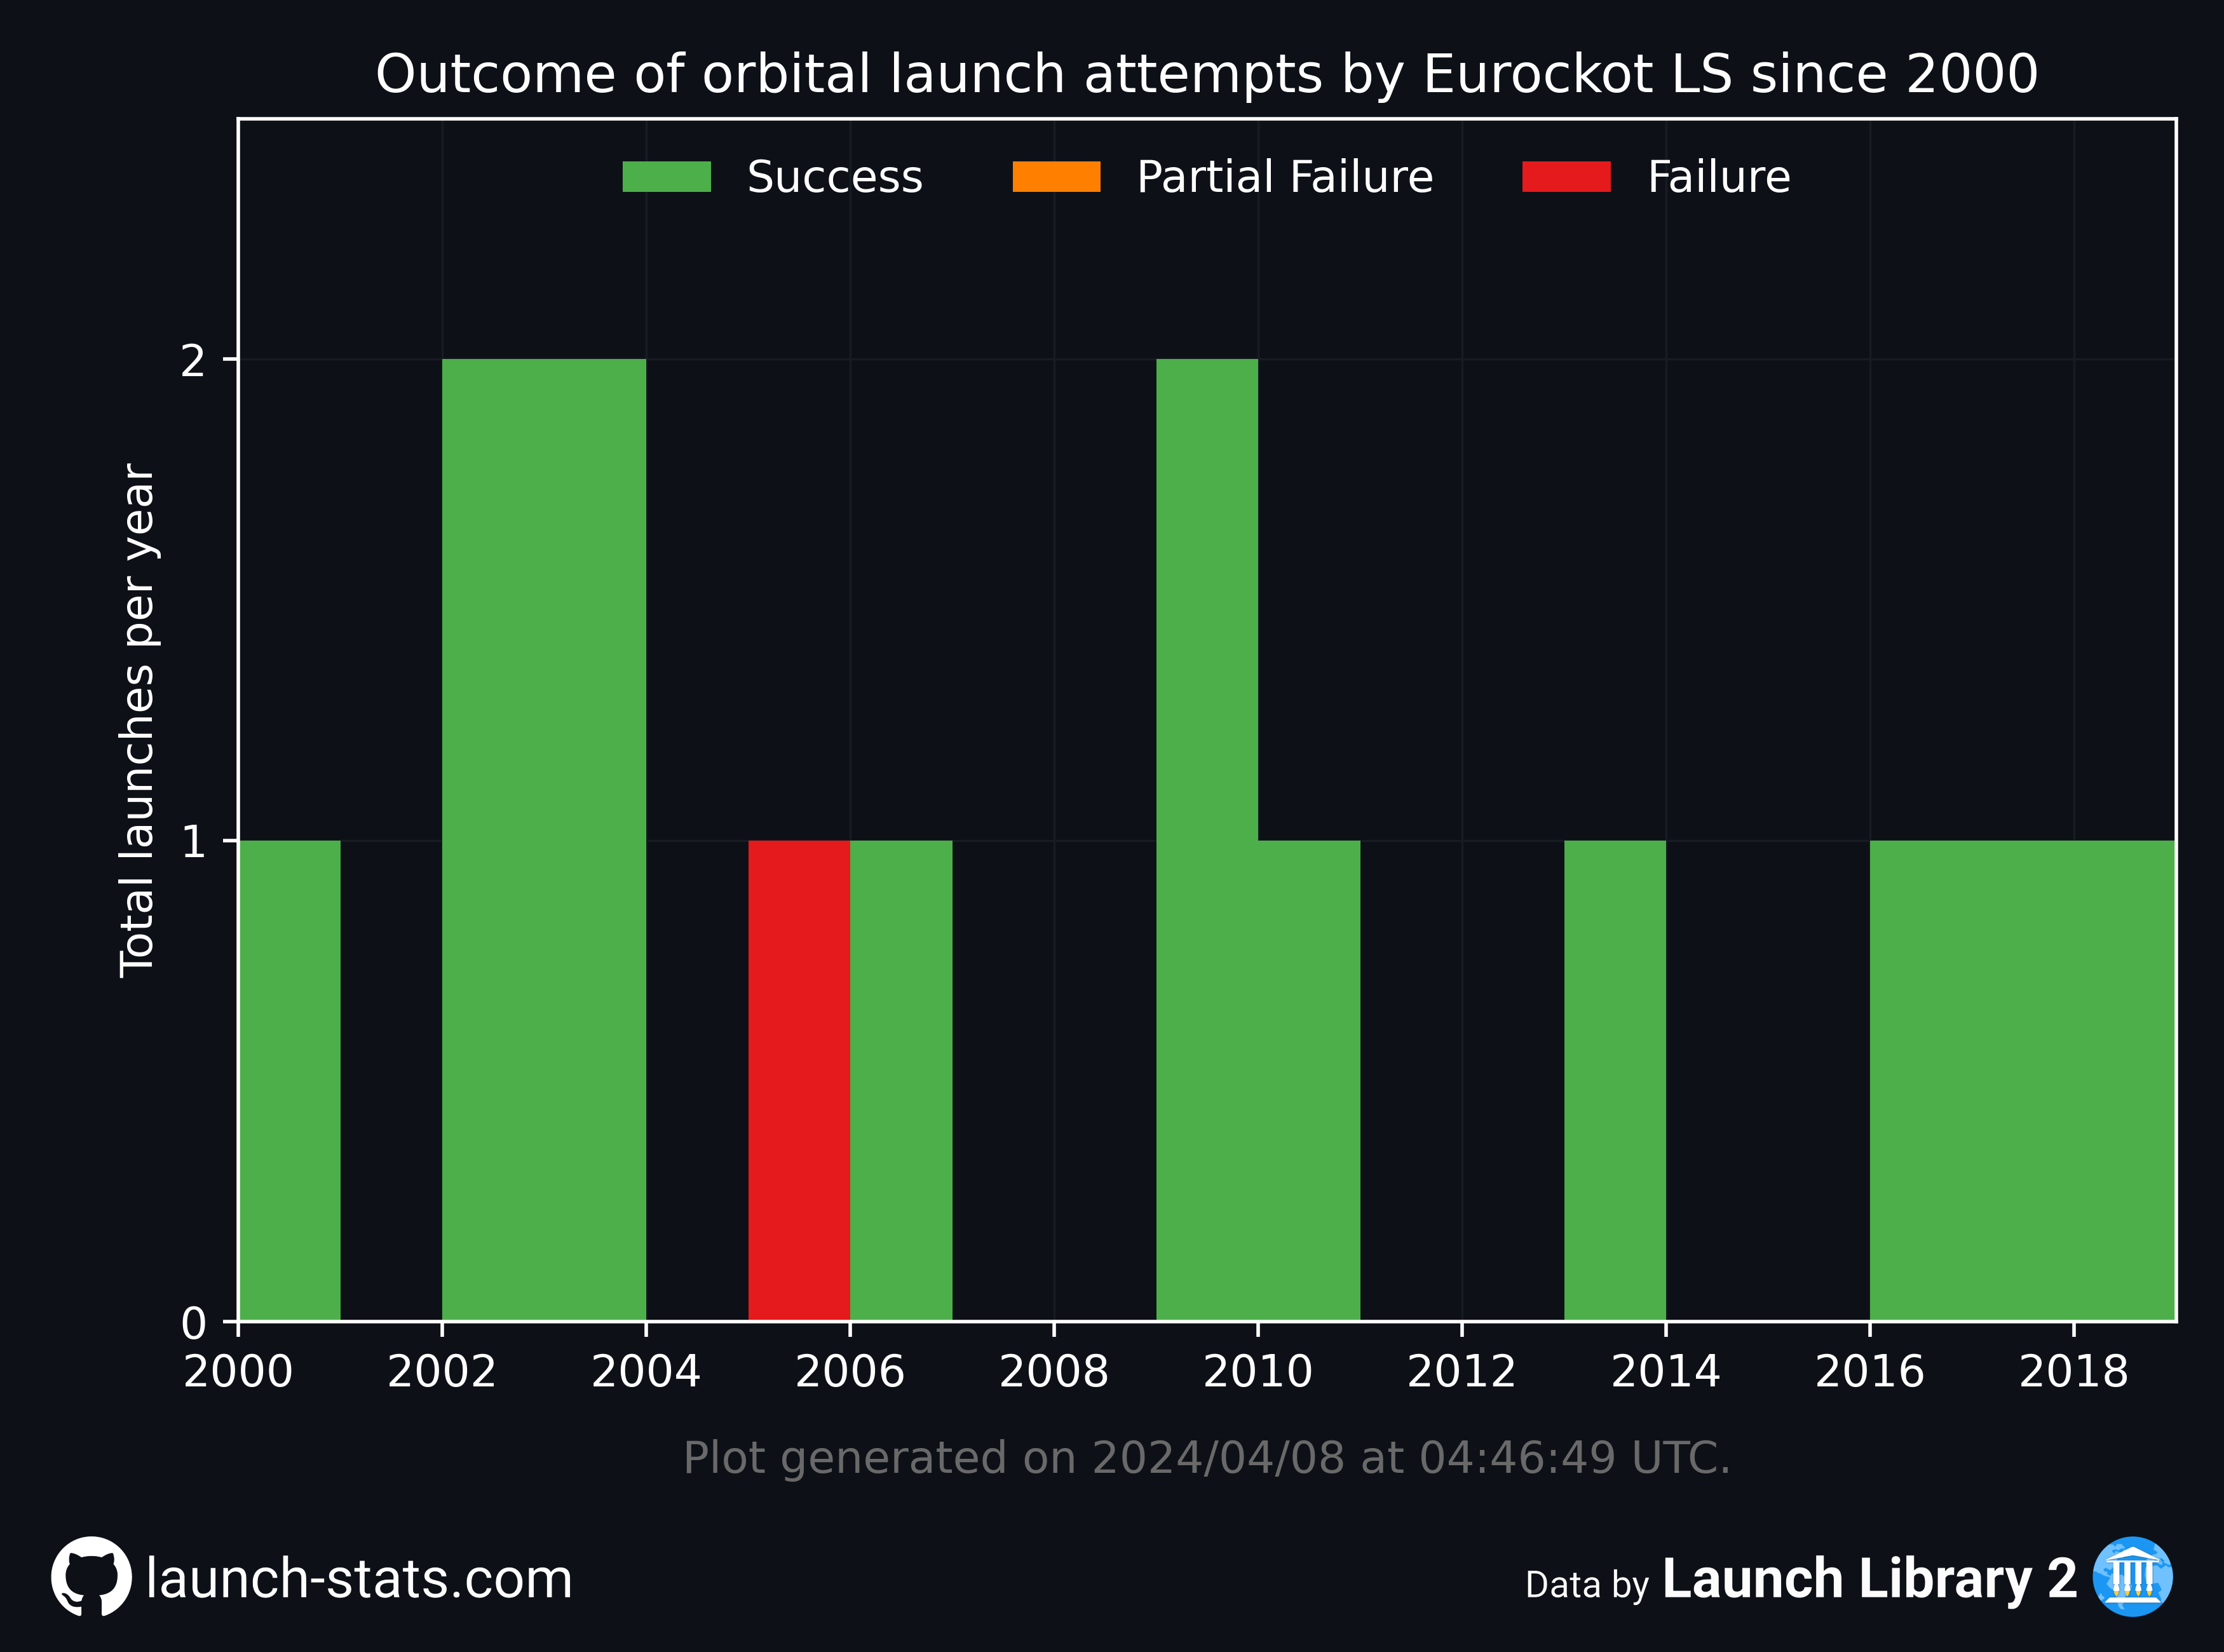 Outcome of orbital launch attempts by Eurockot LS since 2000
Success Partial Failure Failure
Total launches per year
2
1
0
2000 2002 2004 2006 2008 2010 2012 2014 2016 2018
Plot generated on 2024/04/08 at 04:46:49 UTC.
launch-stats.com
Data by Launch Library 2